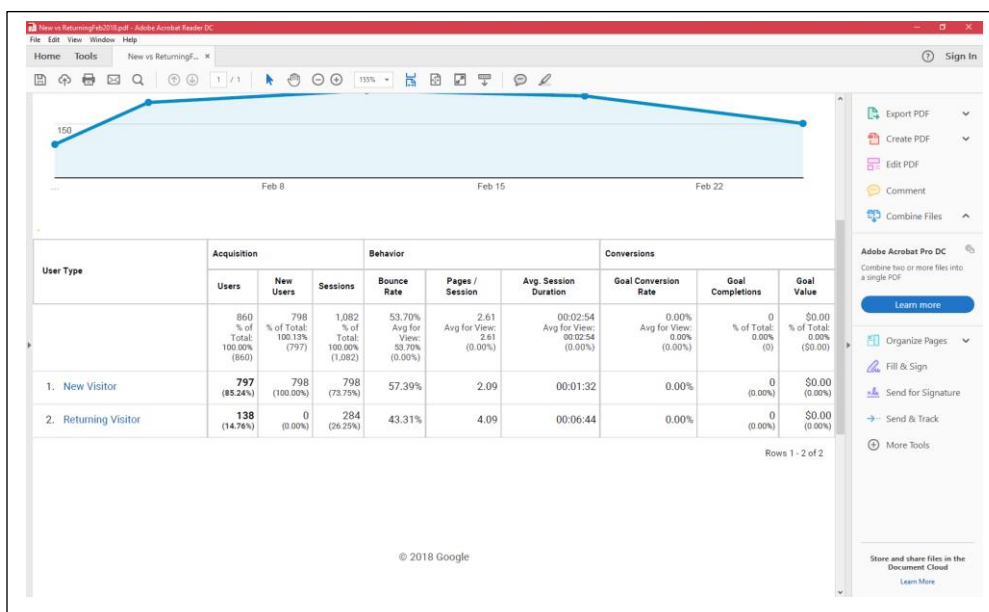 New vs ReturningFeb2018.pdf - Adobe Acrobat Reader DC
File Edit View Window Help
Home Tools New vs ReturningF... × Sign In
1 / 1 155%
150
... Feb 8 Feb 15 Feb 22
User Type Acquisition Behavior Conversions
Users New Users Sessions Bounce Rate Pages / Session Avg. Session Duration Goal Conversion Rate Goal Completions Goal Value
860 % of Total: 100.00% (860) 798 % of Total: 100.13% (797) 1,082 % of Total: 100.00% (1,082) 53.70% Avg for View: 53.70% (0.00%) 2.61 Avg for View: 2.61 (0.00%) 00:02:54 Avg for View: 00:02:54 (0.00%) 0.00% Avg for View: 0.00% (0.00%) 0 % of Total: 0.00% (0) $0.00 % of Total: 0.00% ($0.00)
1. New Visitor 797 (85.24%) 798 (100.00%) 798 (73.75%) 57.39% 2.09 00:01:32 0.00% 0 (0.00%) $0.00 (0.00%)
2. Returning Visitor 138 (14.76%) 0 (0.00%) 284 (26.25%) 43.31% 4.09 00:06:44 0.00% 0 (0.00%) $0.00 (0.00%)
Rows 1 - 2 of 2
© 2018 Google
Export PDF
Create PDF
Edit PDF
Comment
Combine Files
Adobe Acrobat Pro DC
Combine two or more files into
a single PDF
Learn more
Organize Pages
Fill & Sign
Send for Signature
Send & Track
More Tools
Store and share files in the
Document Cloud
Learn More